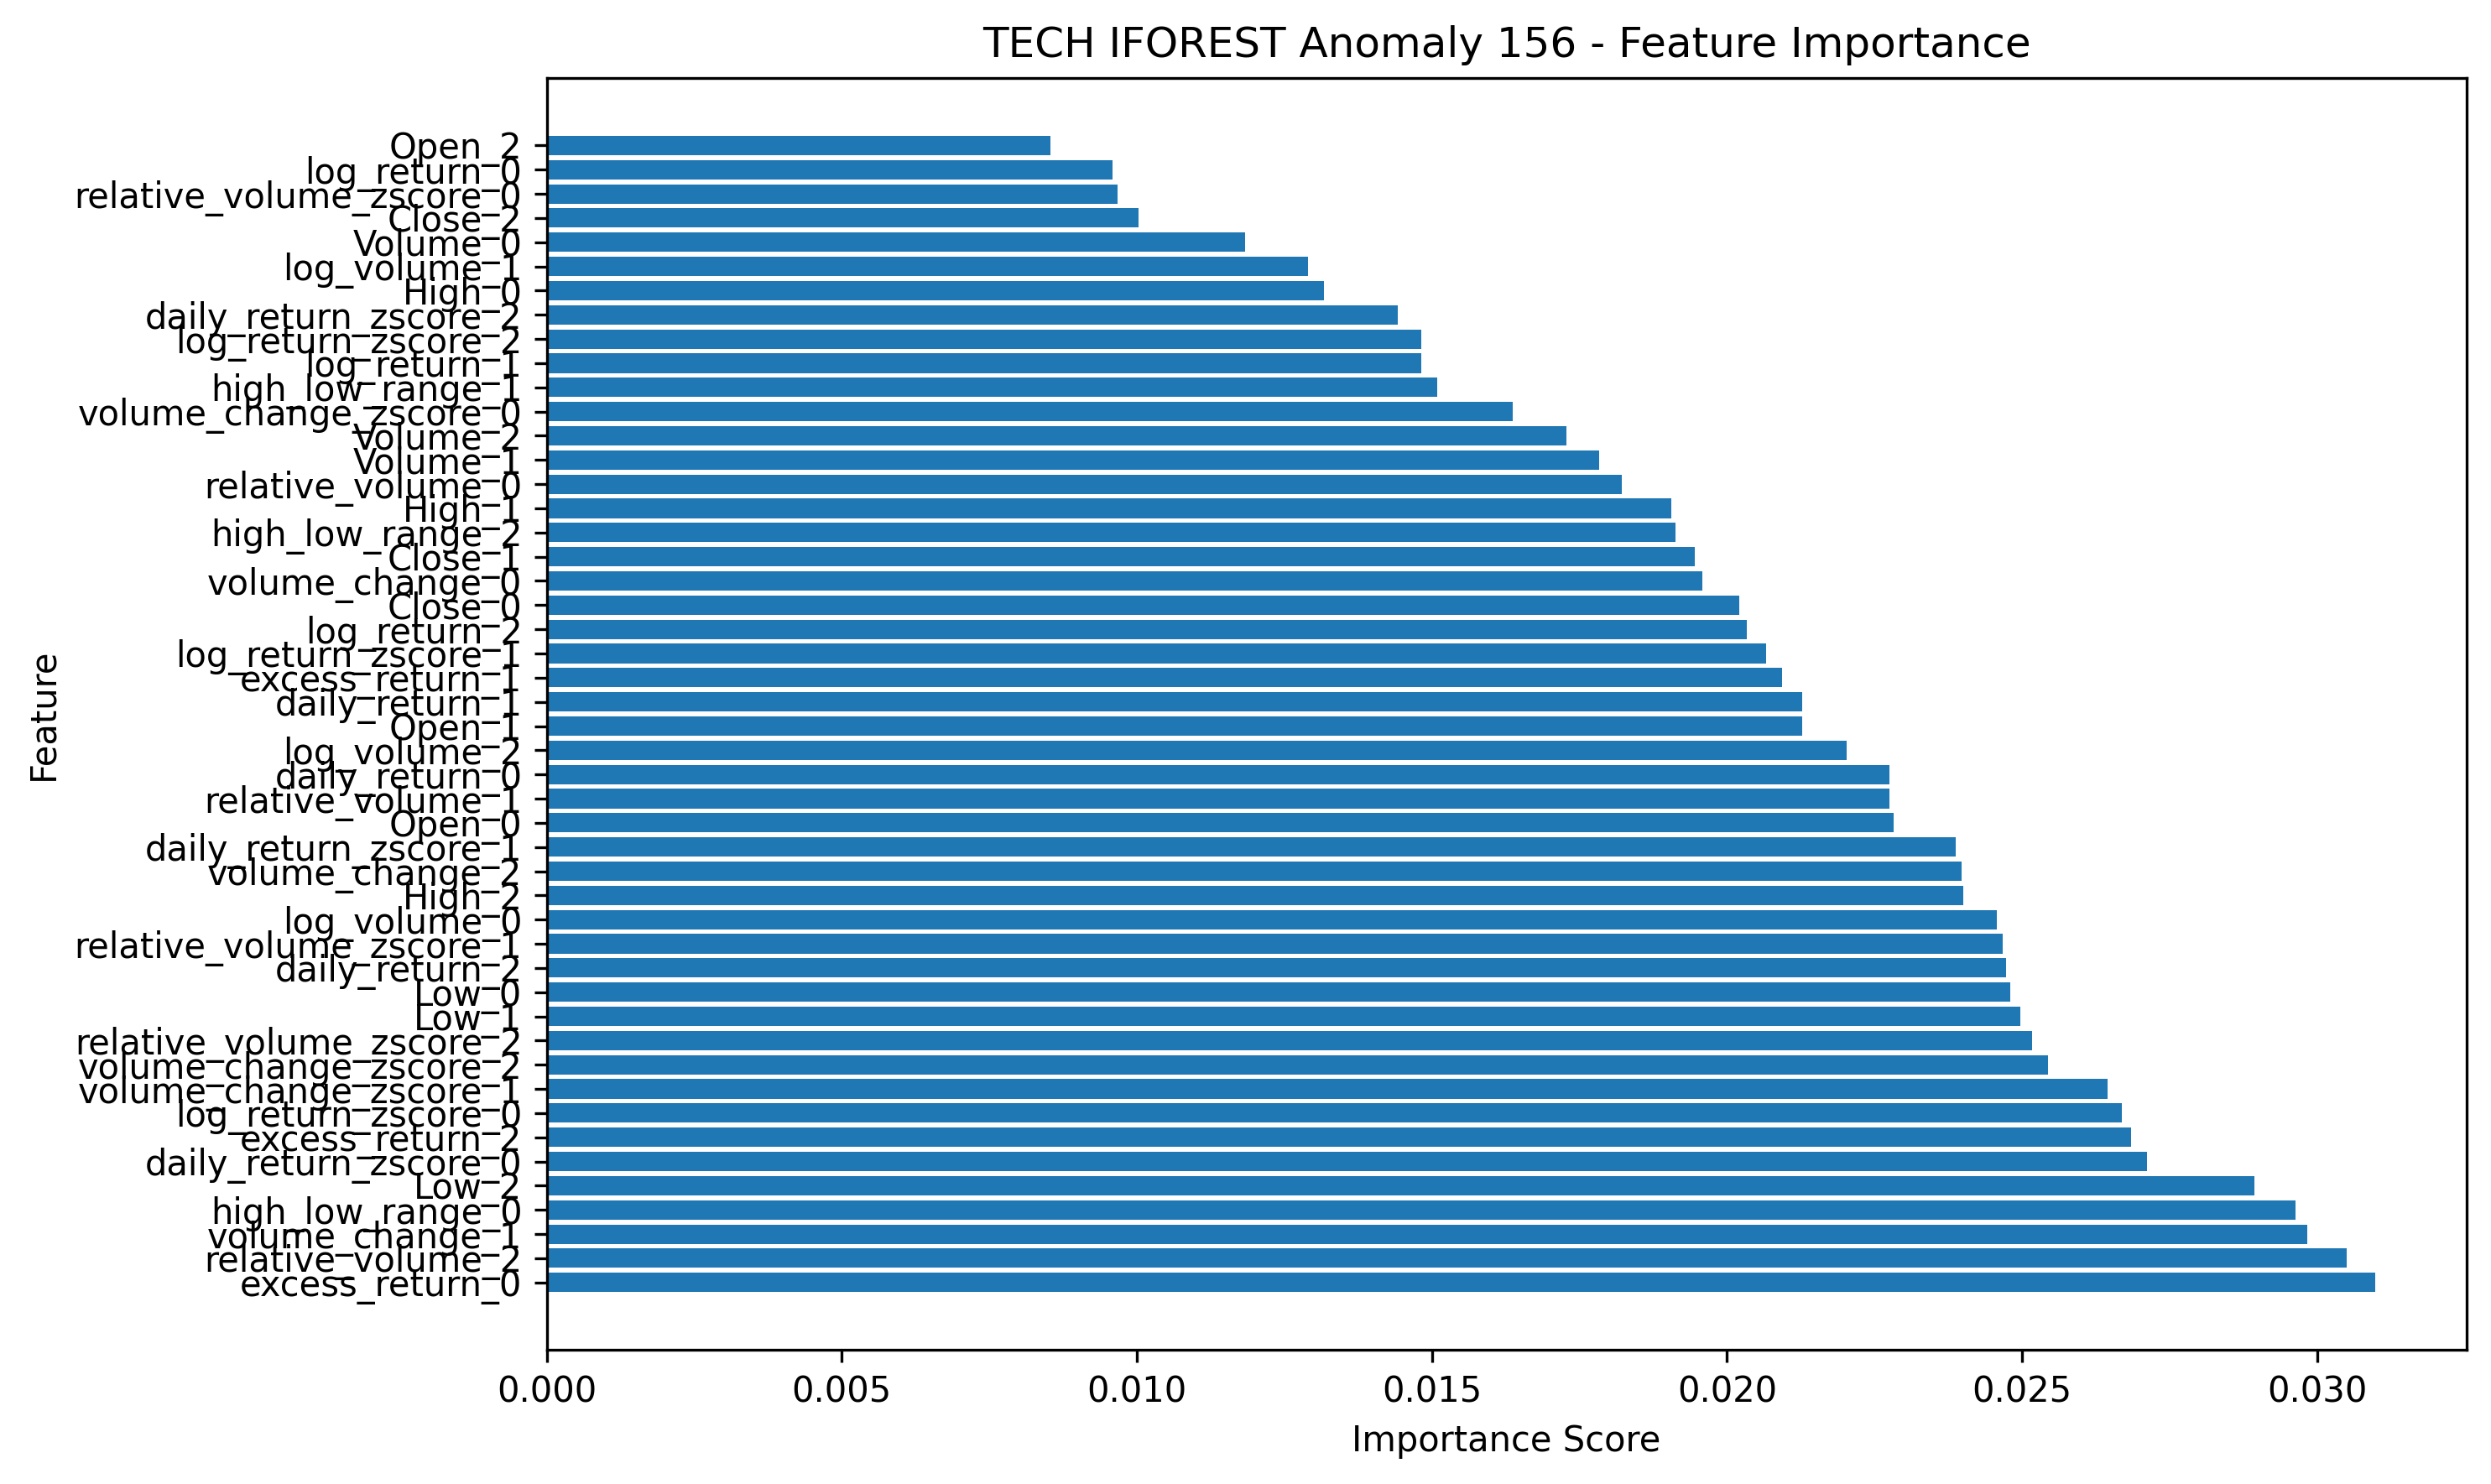 TECH IFOREST Anomaly 156 - Feature Importance
Open_2
log_return_0
relative_volume_zscore_0
Close_2
Volume_0
log_volume_1
High_0
daily_return_zscore_2
log_return_zscore_2
log_return_1
high_low_range_1
volume_change_zscore_0
Volume_2
Volume_1
relative_volume_0
High_1
high_low_range_2
Close_1
volume_change_0
Close_0
log_return_2
log_return_zscore_1
excess_return_1
daily_return_1
Open_1
log_volume_2
daily_return_0
relative_volume_1
Open_0
daily_return_zscore_1
volume_change_2
High_2
log_volume_0
relative_volume_zscore_1
daily_return_2
Low_0
Low_1
relative_volume_zscore_2
volume_change_zscore_2
volume_change_zscore_1
log_return_zscore_0
excess_return_2
daily_return_zscore_0
Low_2
high_low_range_0
volume_change_1
relative_volume_2
excess_return_0
Feature
0.000 0.005 0.010 0.015 0.020 0.025 0.030
Importance Score